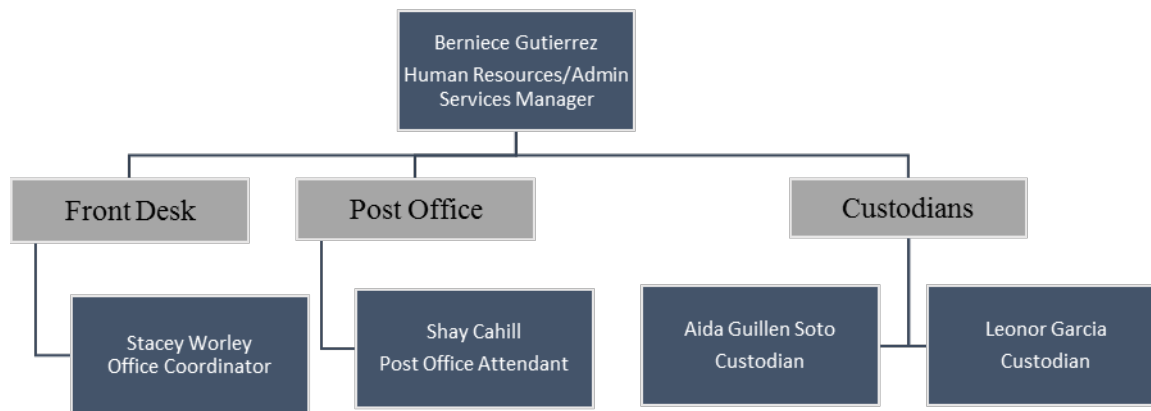 Berniece Gutierrez
Human Resources/Admin
Services Manager
Front Desk
Post Office
Custodians
Stacey Worley
Office Coordinator
Shay Cahill
Post Office Attendant
Aida Guillen Soto
Custodian
Leonor Garcia
Custodian